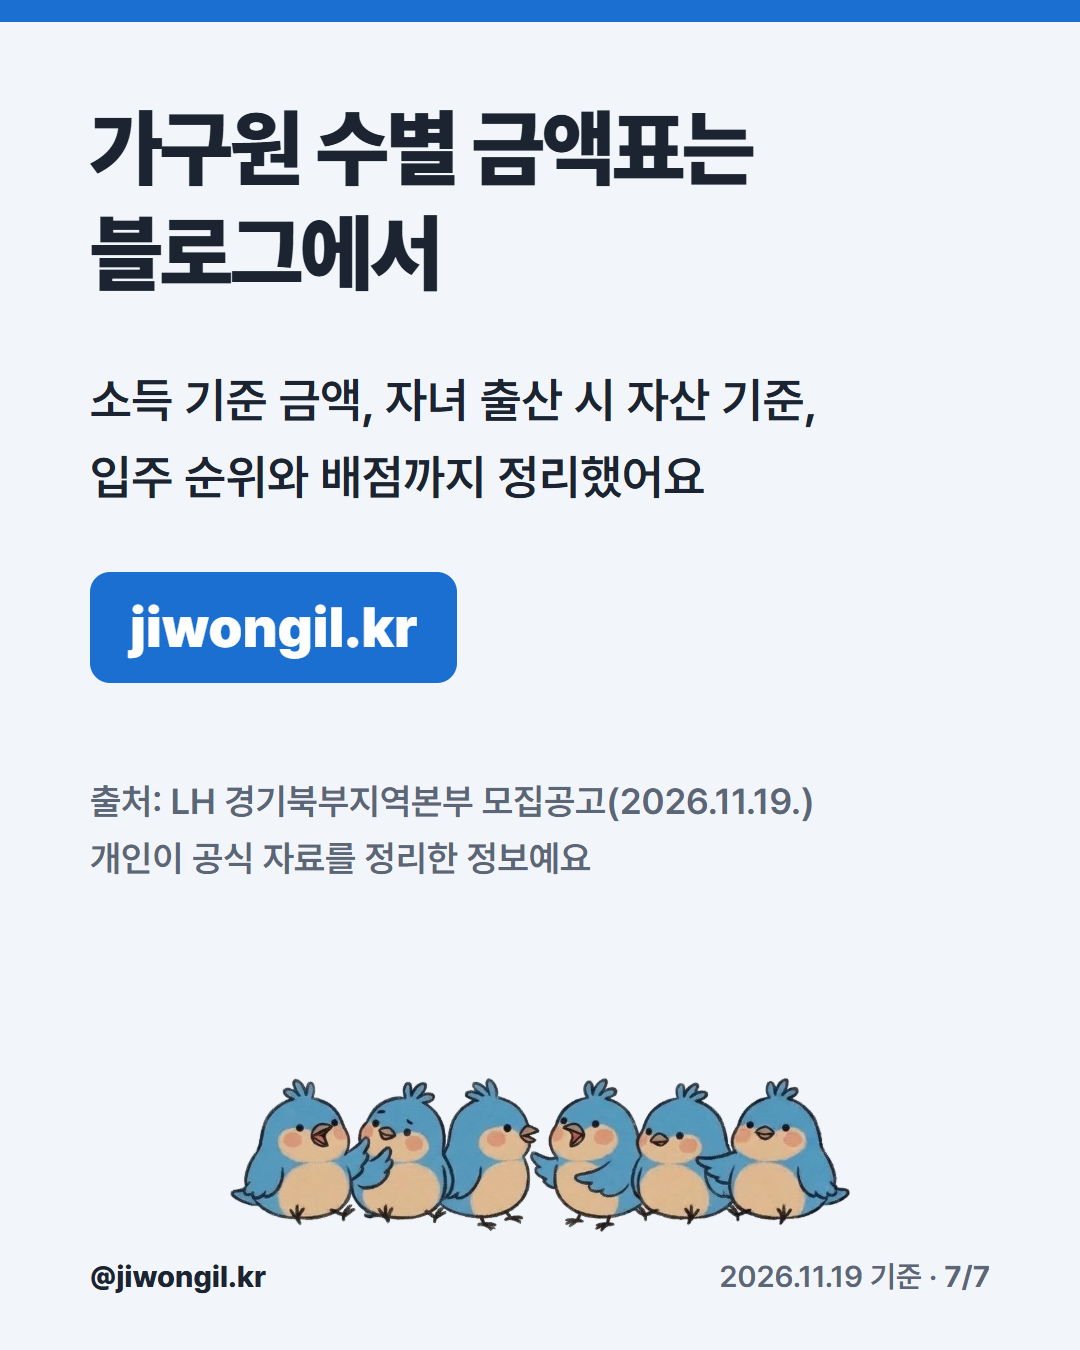 가구원 수별 금액표는
블로그에서
소득 기준 금액, 자녀 출산 시 자산 기준,
입주 순위와 배점까지 정리했어요
jiwongil.kr
출처: LH 경기북부지역본부 모집공고(2026.11.19.)
개인이 공식 자료를 정리한 정보예요
@jiwongil.kr
2026.11.19 기준 · 7/7